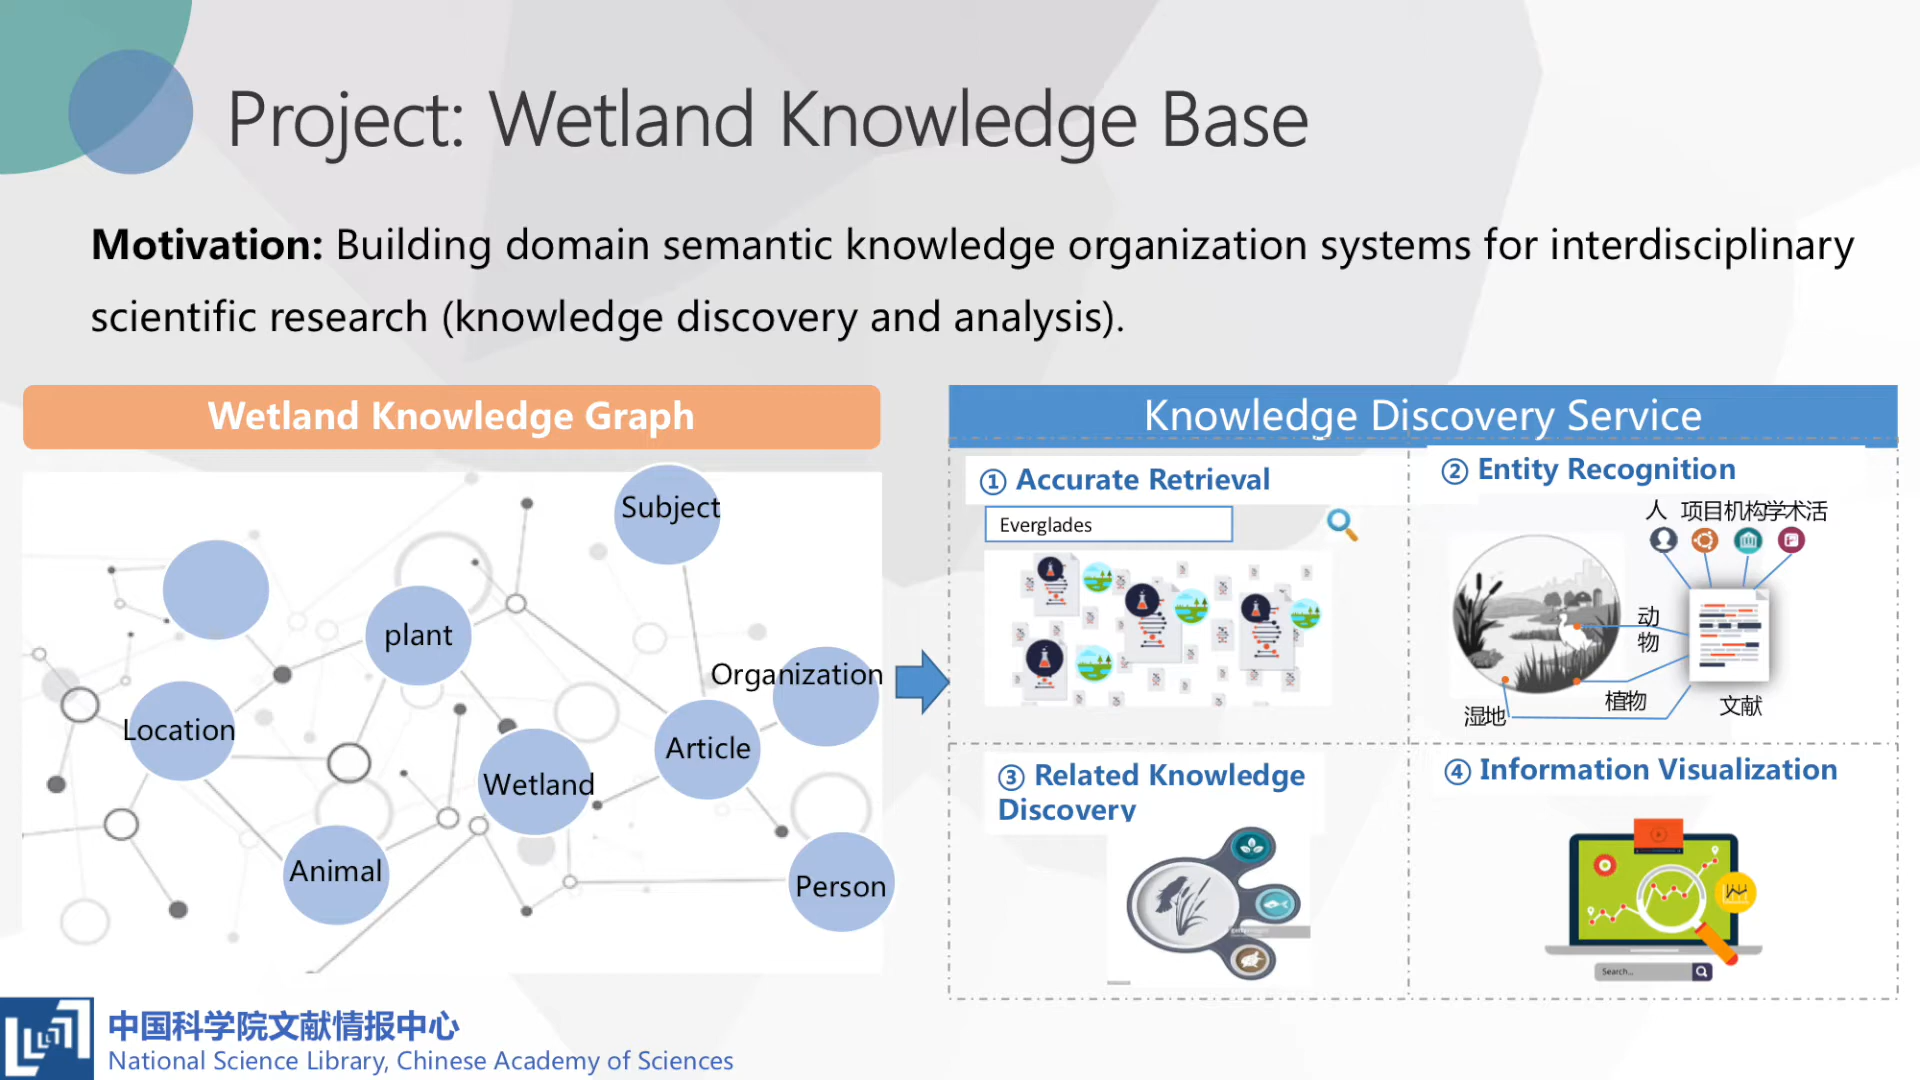 Project: Wetland Knowledge Base
Motivation: Building domain semantic knowledge organization systems for interdisciplinary
scientific research (knowledge discovery and analysis).
Wetland Knowledge Graph
Subject
plant
Organization
Location
Article
Wetland
Animal
Person
Knowledge Discovery Service
① Accurate Retrieval
Everglades
② Entity Recognition
人 项目机构学术活
动
物
植物
湿地
文献
③ Related Knowledge
Discovery
④ Information Visualization
Search...
中国科学院文献情报中心
National Science Library, Chinese Academy of Sciences